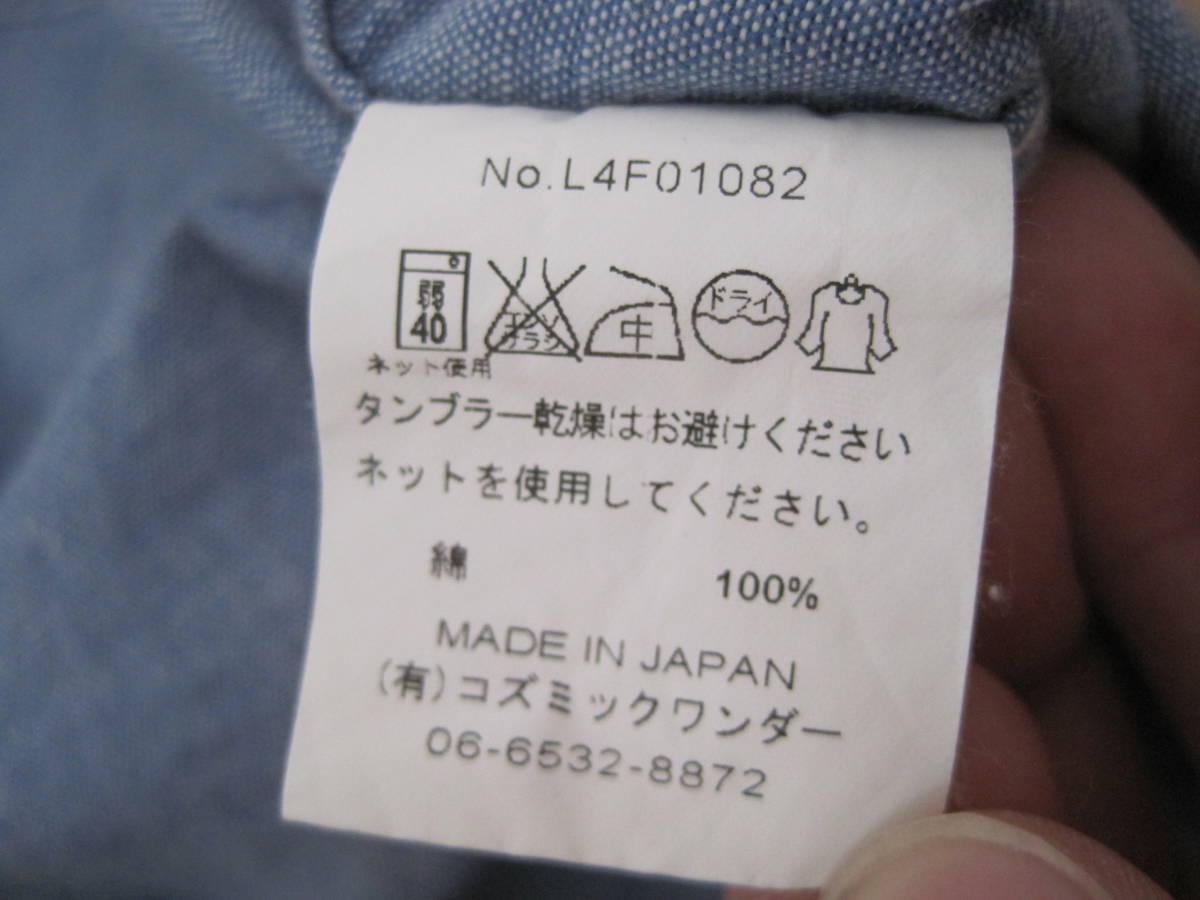 No.L4F01082
弱 エンソ 中 ドライ
40 サラシ
ネット使用
タンブラー乾燥はお避けください
ネットを使用してください。
綿 100%
MADE IN JAPAN
(有)コズミックワンダー
06-6532-8872